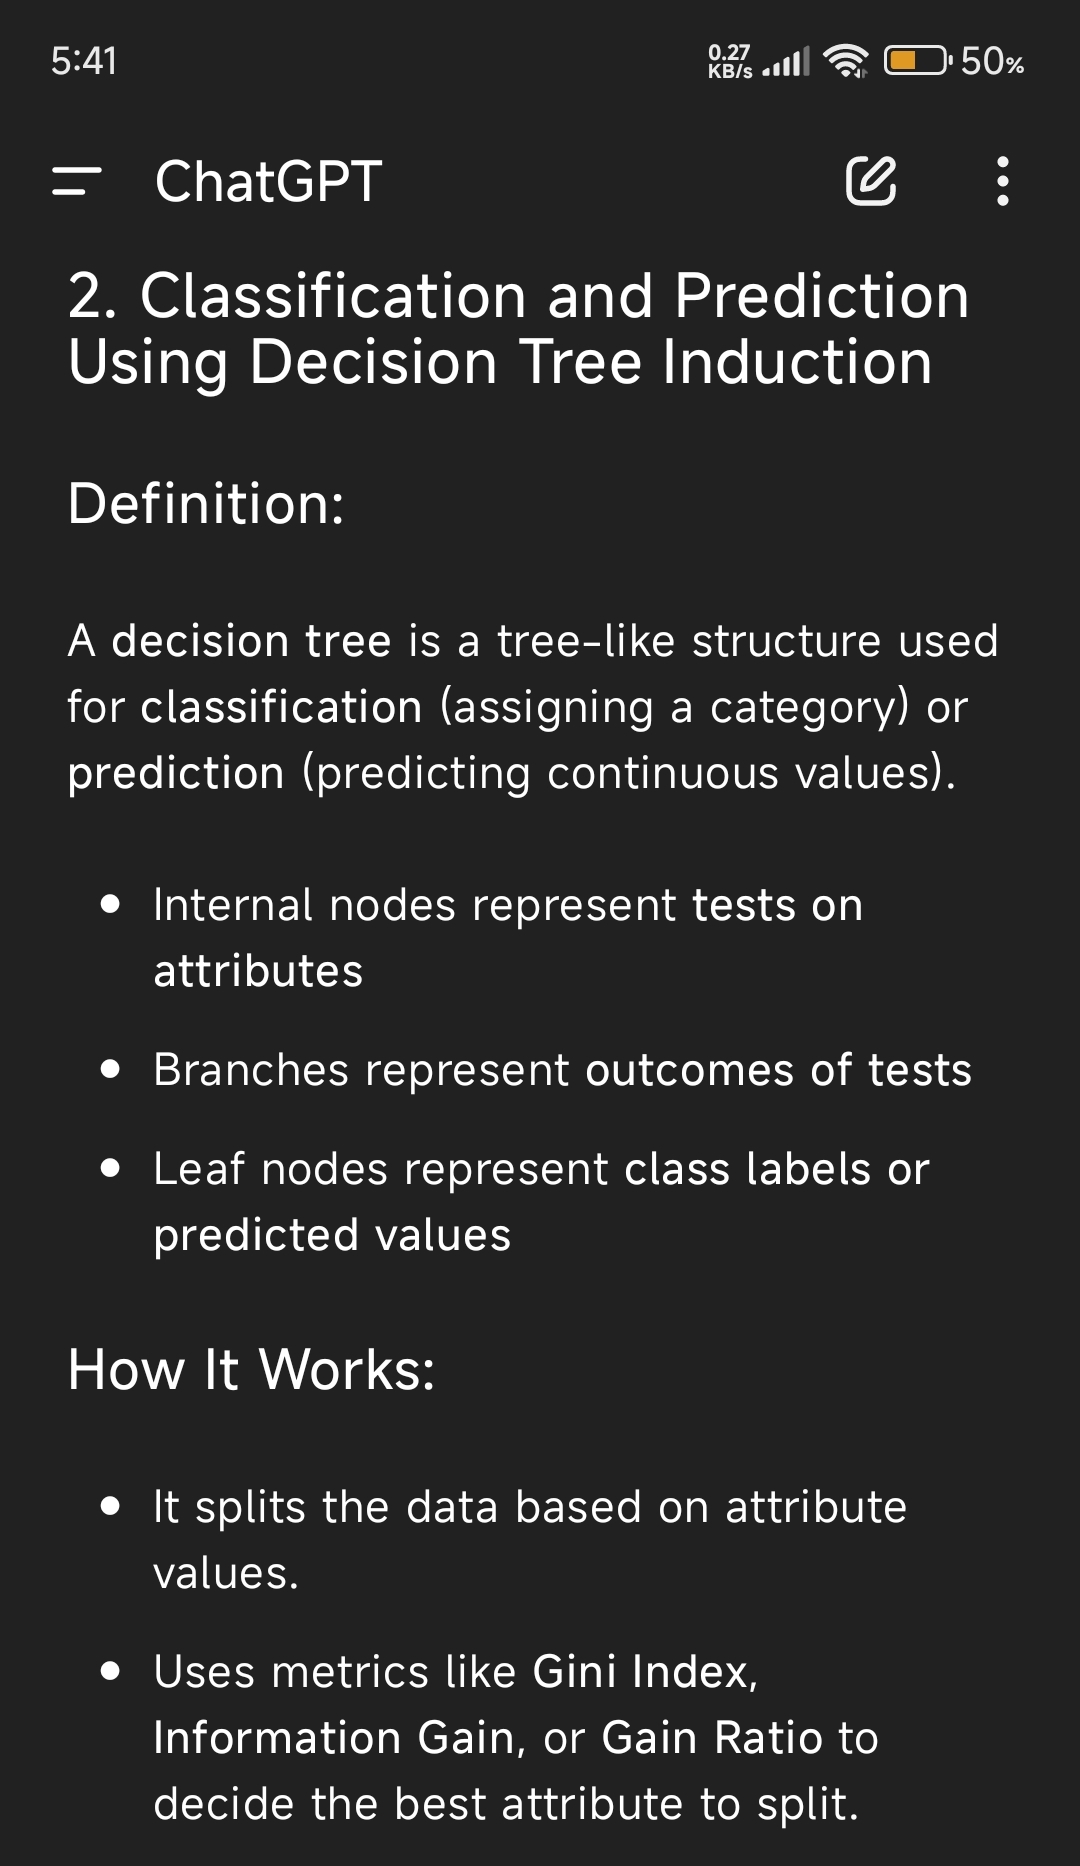 5:41
0.27
KB/s
50%
ChatGPT
2. Classification and Prediction
Using Decision Tree Induction
Definition:
A decision tree is a tree-like structure used
for classification (assigning a category) or
prediction (predicting continuous values).
• Internal nodes represent tests on
attributes
• Branches represent outcomes of tests
• Leaf nodes represent class labels or
predicted values
How It Works:
• It splits the data based on attribute
values.
• Uses metrics like Gini Index,
Information Gain, or Gain Ratio to
decide the best attribute to split.